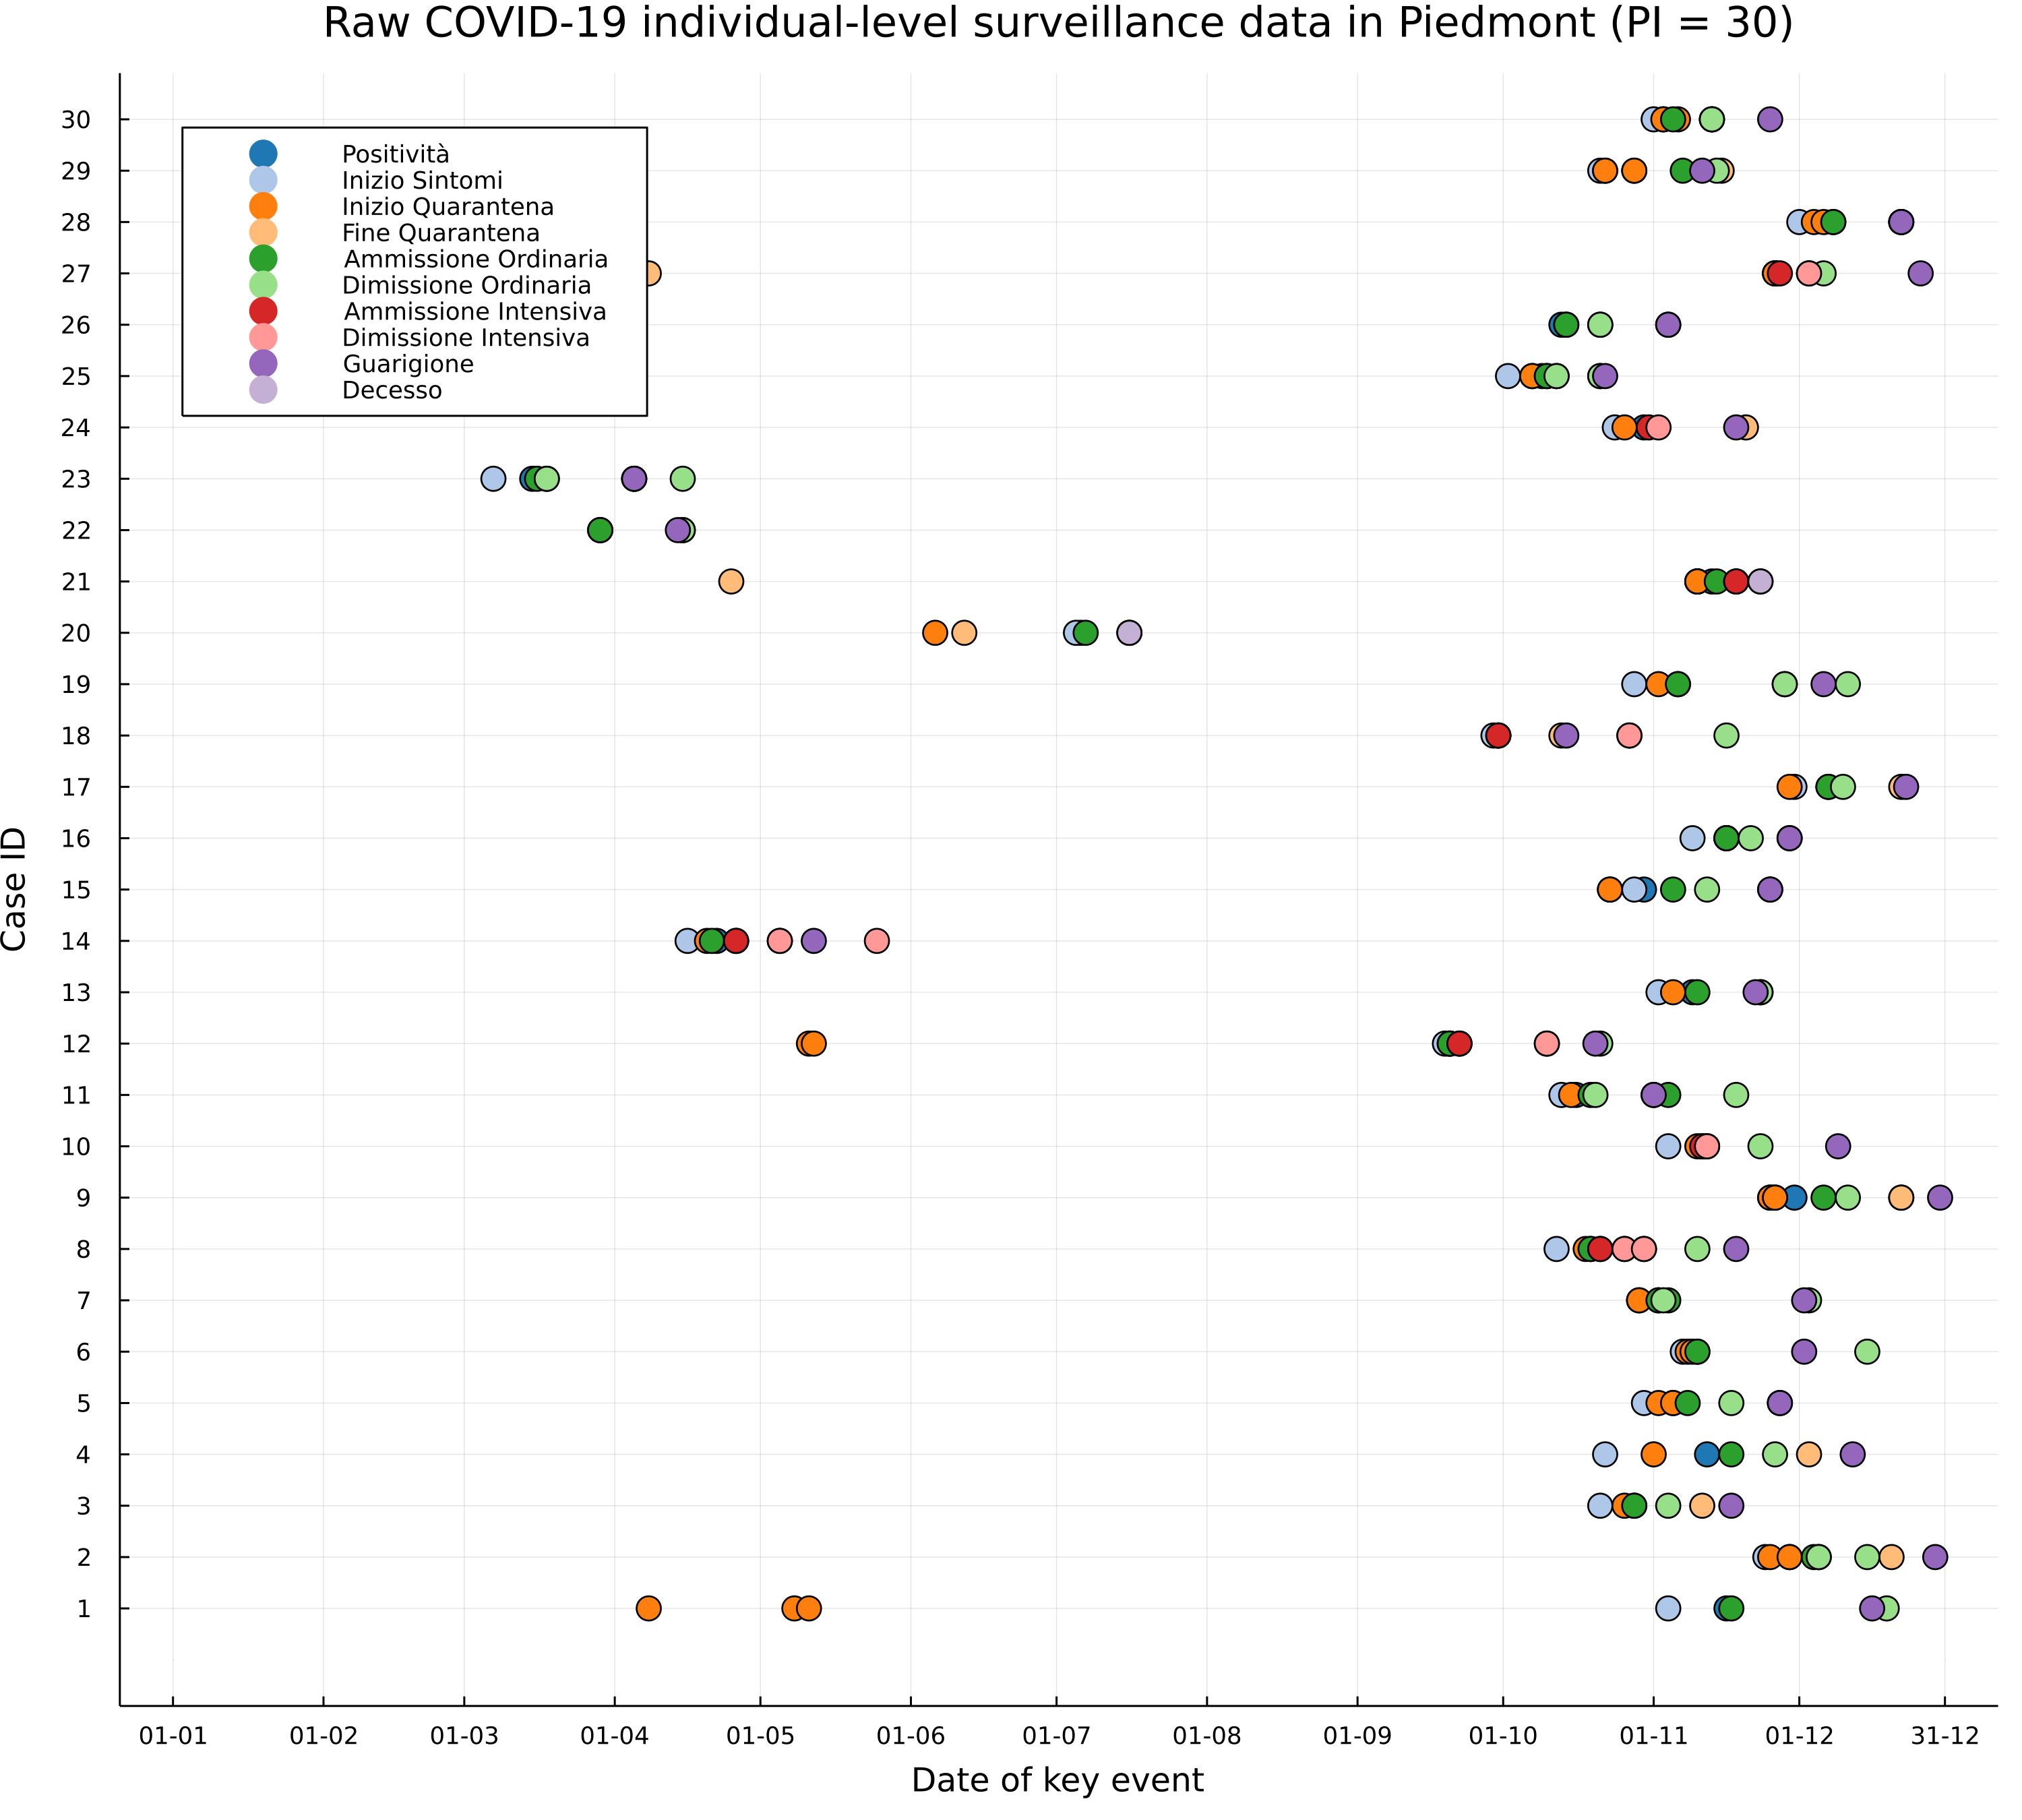 Raw COVID-19 individual-level surveillance data in Piedmont (PI = 30)
30
29
28
27
26
25
24
23
22
21
20
19
18
17
16
15
14
13
12
11
10
9
8
7
6
5
4
3
2
1
Positività
Inizio Sintomi
Inizio Quarantena
Fine Quarantena
Ammissione Ordinaria
Dimissione Ordinaria
Ammissione Intensiva
Dimissione Intensiva
Guarigione
Decesso
Case ID
01-01 01-02 01-03 01-04 01-05 01-06 01-07 01-08 01-09 01-10 01-11 01-12 31-12
Date of key event